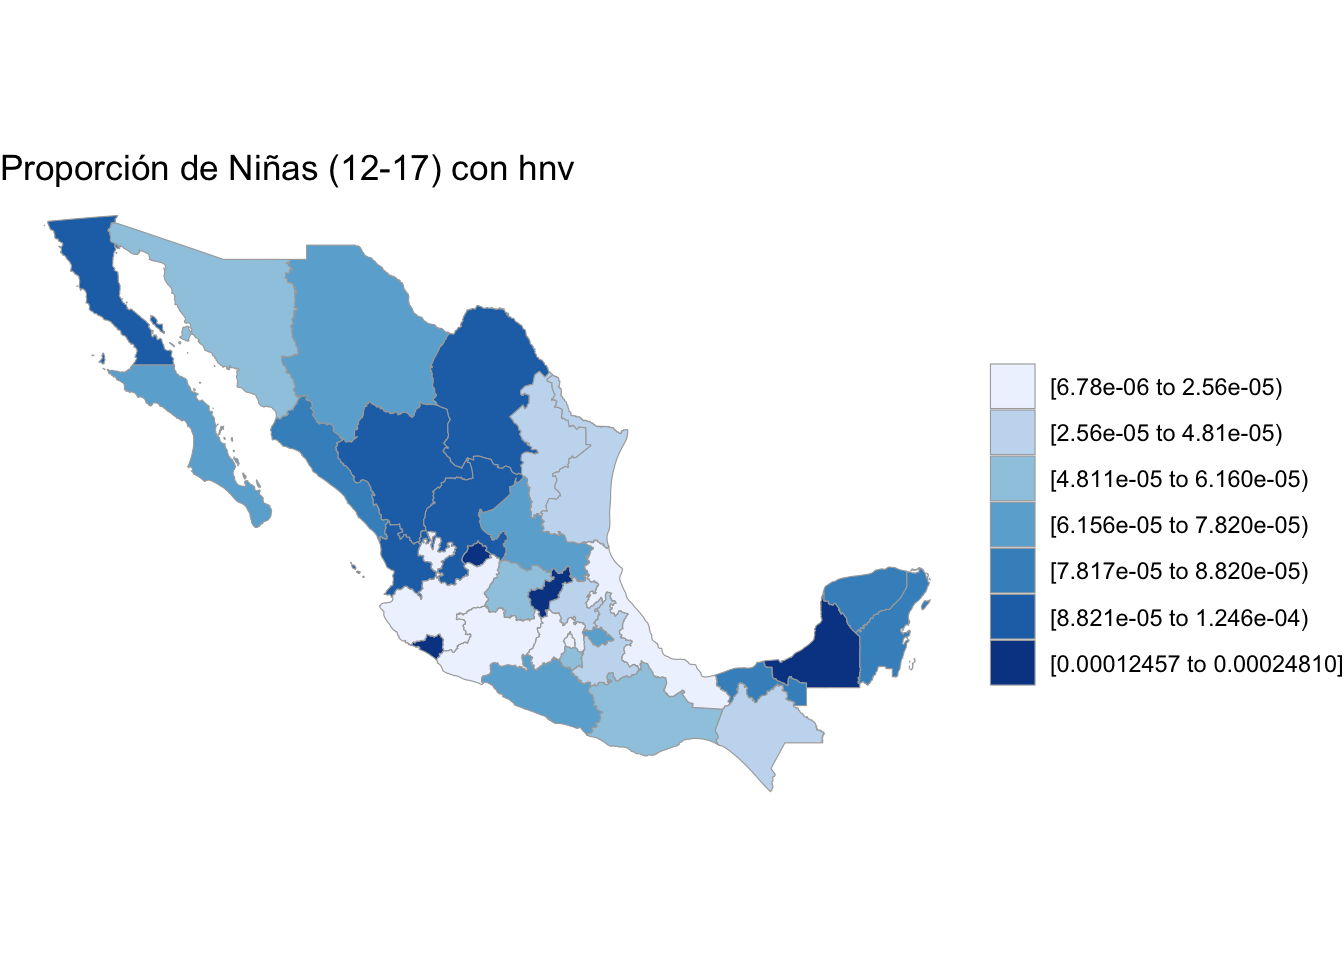 Proporción de Niñas (12-17) con hnv
[6.78e-06 to 2.56e-05)
[2.56e-05 to 4.81e-05)
[4.811e-05 to 6.160e-05)
[6.156e-05 to 7.820e-05)
[7.817e-05 to 8.820e-05)
[8.821e-05 to 1.246e-04)
[0.00012457 to 0.00024810]